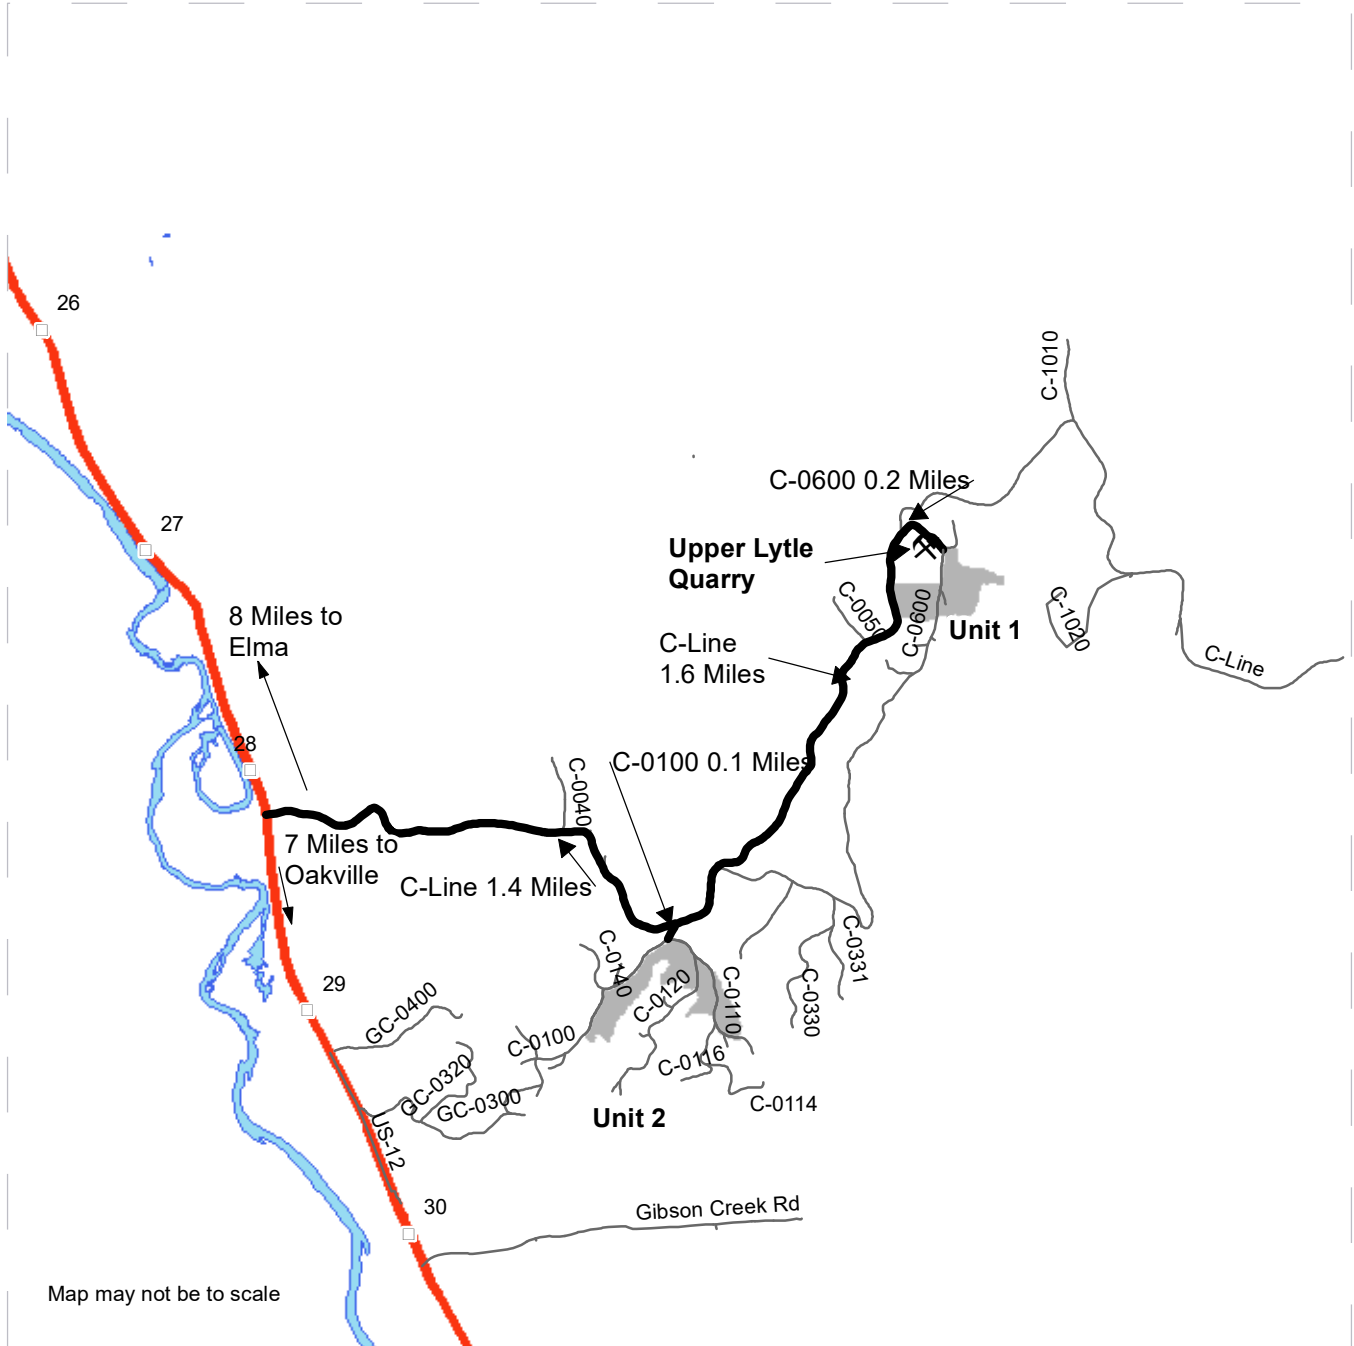 26
C-1010
C-0600 0.2 Miles
27
Upper Lytle
Quarry
C-0050
C-0600
C-1020
8 Miles to
Elma
Unit 1
C-Line
1.6 Miles
C-Line
28
C-0100 0.1 Miles
C-0040
7 Miles to
Oakville
C-Line 1.4 Miles
C-0331
C-0140
C-0120
C-0110
C-0330
29
GC-0400
C-0100
C-0116
GC-0320
GC-0300
C-0114
Unit 2
US-12
30
Gibson Creek Rd
Map may not be to scale